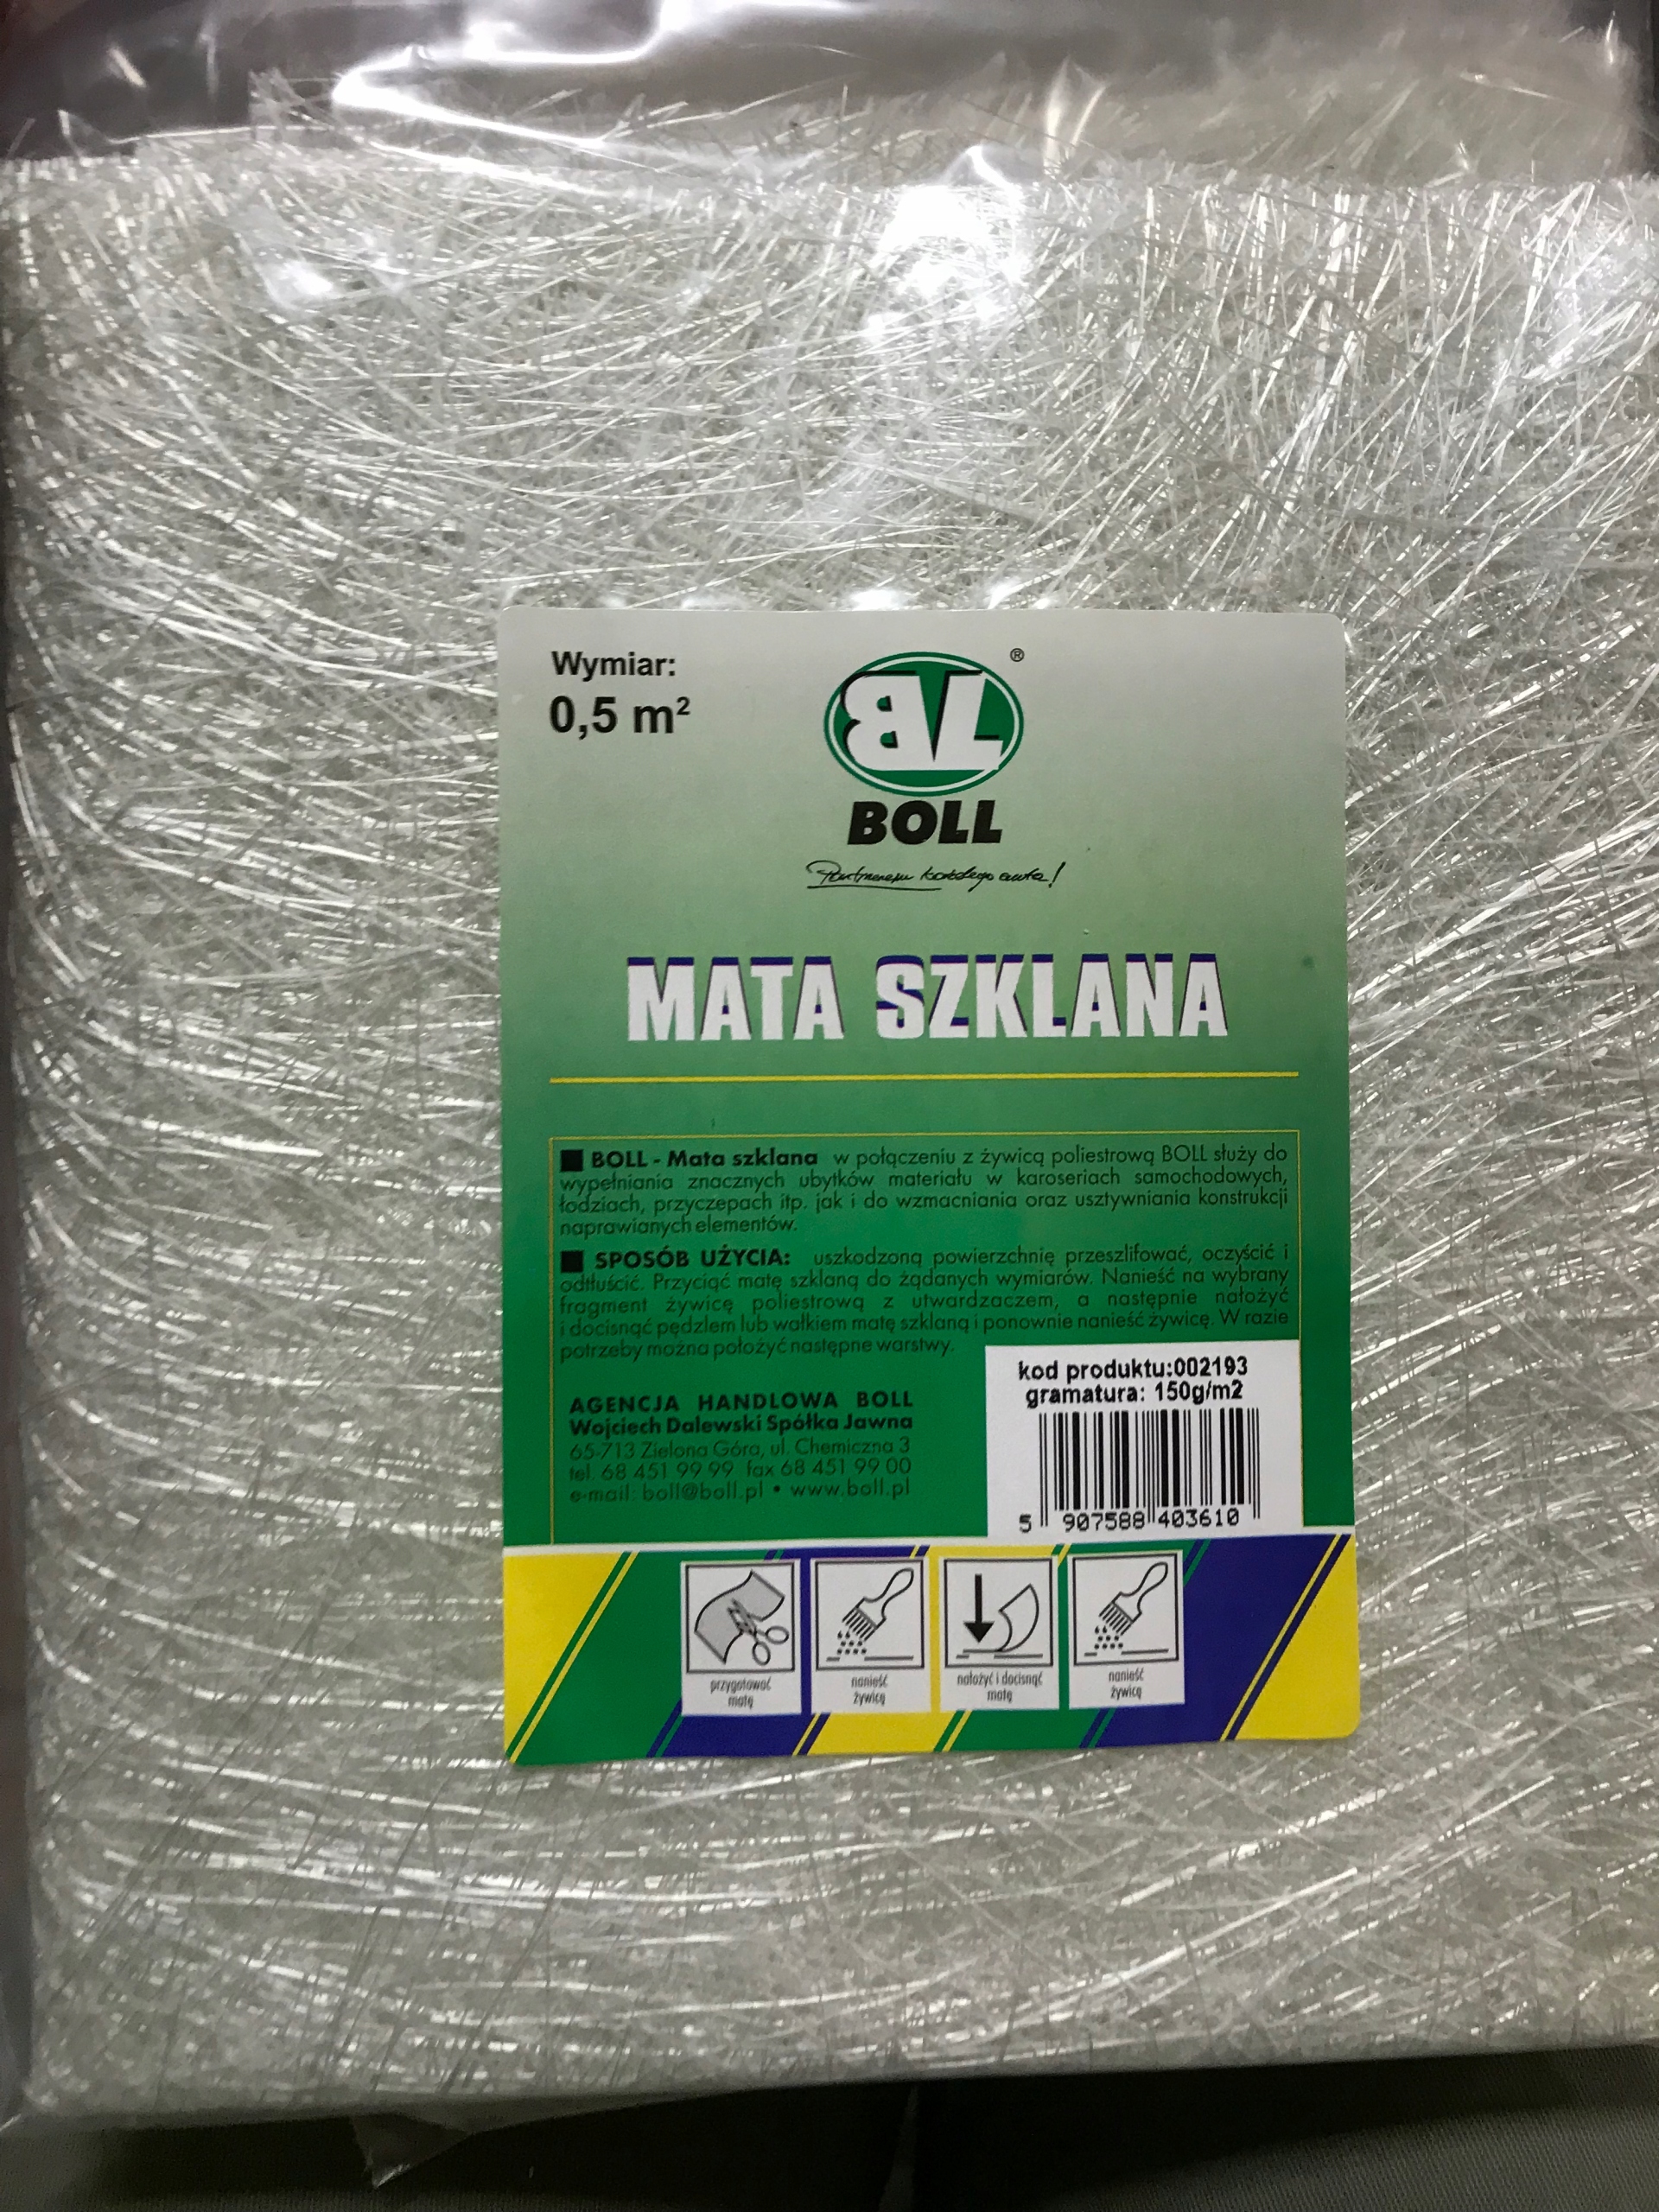 Wymiar:
0,5 m²
BL ®
BOLL
Partnerem każdego auta!
MATA SZKLANA
■ BOLL - Mata szklana w połączeniu z żywicą poliestrową BOLL służy do
wypełniania znacznych ubytków materiału w karoseriach samochodowych,
łodziach, przyczepach itp. jak i do wzmacniania oraz usztywniania konstrukcji
naprawianych elementów.
■ SPOSÓB UŻYCIA: uszkodzoną powierzchnię przeszlifować, oczyścić i
odtłuścić. Przyciąć matę szklaną do żądanych wymiarów. Nanieść na wybrany
fragment żywicę poliestrową z utwardzaczem, a następnie nałożyć
i docisnąć pędzlem lub wałkiem matę szklaną i ponownie nanieść żywicę. W razie
potrzeby można położyć następne warstwy.
AGENCJA HANDLOWA BOLL
Wojciech Dalewski Spółka Jawna
65-713 Zielona Góra, ul. Chemiczna 3
tel. 68 451 99 99 fax 68 451 99 00
e-mail: boll@boll.pl • www.boll.pl
kod produktu:002193
gramatura: 150g/m2
5 907588 403610
przygotować
matę
nanieść
żywicę
nałożyć i docisnąć
matę
nanieść
żywicę